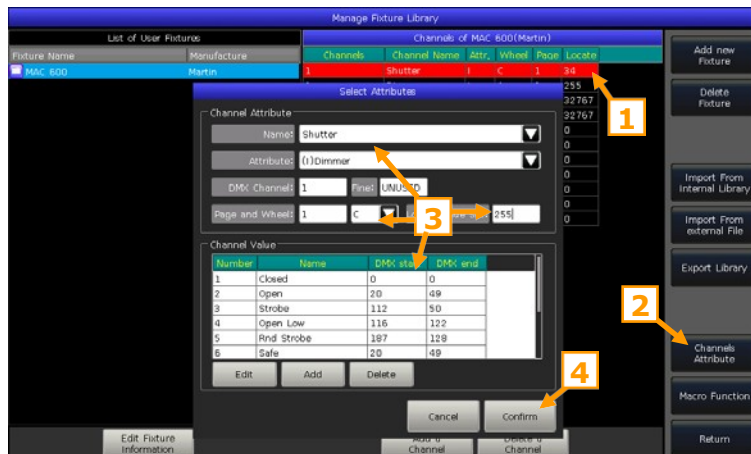 Manage Fixture Library
List of User Fixtures
Channels of MAC 600(Martin)
Fixture Name Manufacture
Channels Channel Name Attr. Wheel Page Locate
MAC 600 Martin
1 Shutter I C 1 34
255
32767
32767
0
0
0
0
0
0
0
Select Attributes
Channel Attribute
Name: Shutter
Attribute: (I)Dimmer
DMX Channel: 1 Fine: UNUSED
Page and Wheel: 1 C 255
Channel Value
Number Name DMX start DMX end
1 Closed 0 0
2 Open 20 49
3 Strobe 112 50
4 Open Low 116 122
5 Rnd Strobe 187 128
6 Safe 20 49
Edit Add Delete
Cancel Confirm
Edit Fixture
Information
Add a
Channel
Delete a
Channel
Add new
Fixture
Delete
Fixture
Import From
Internal Library
Import From
external File
Export Library
Channels
Attribute
Macro Function
Return
1
2
3
4